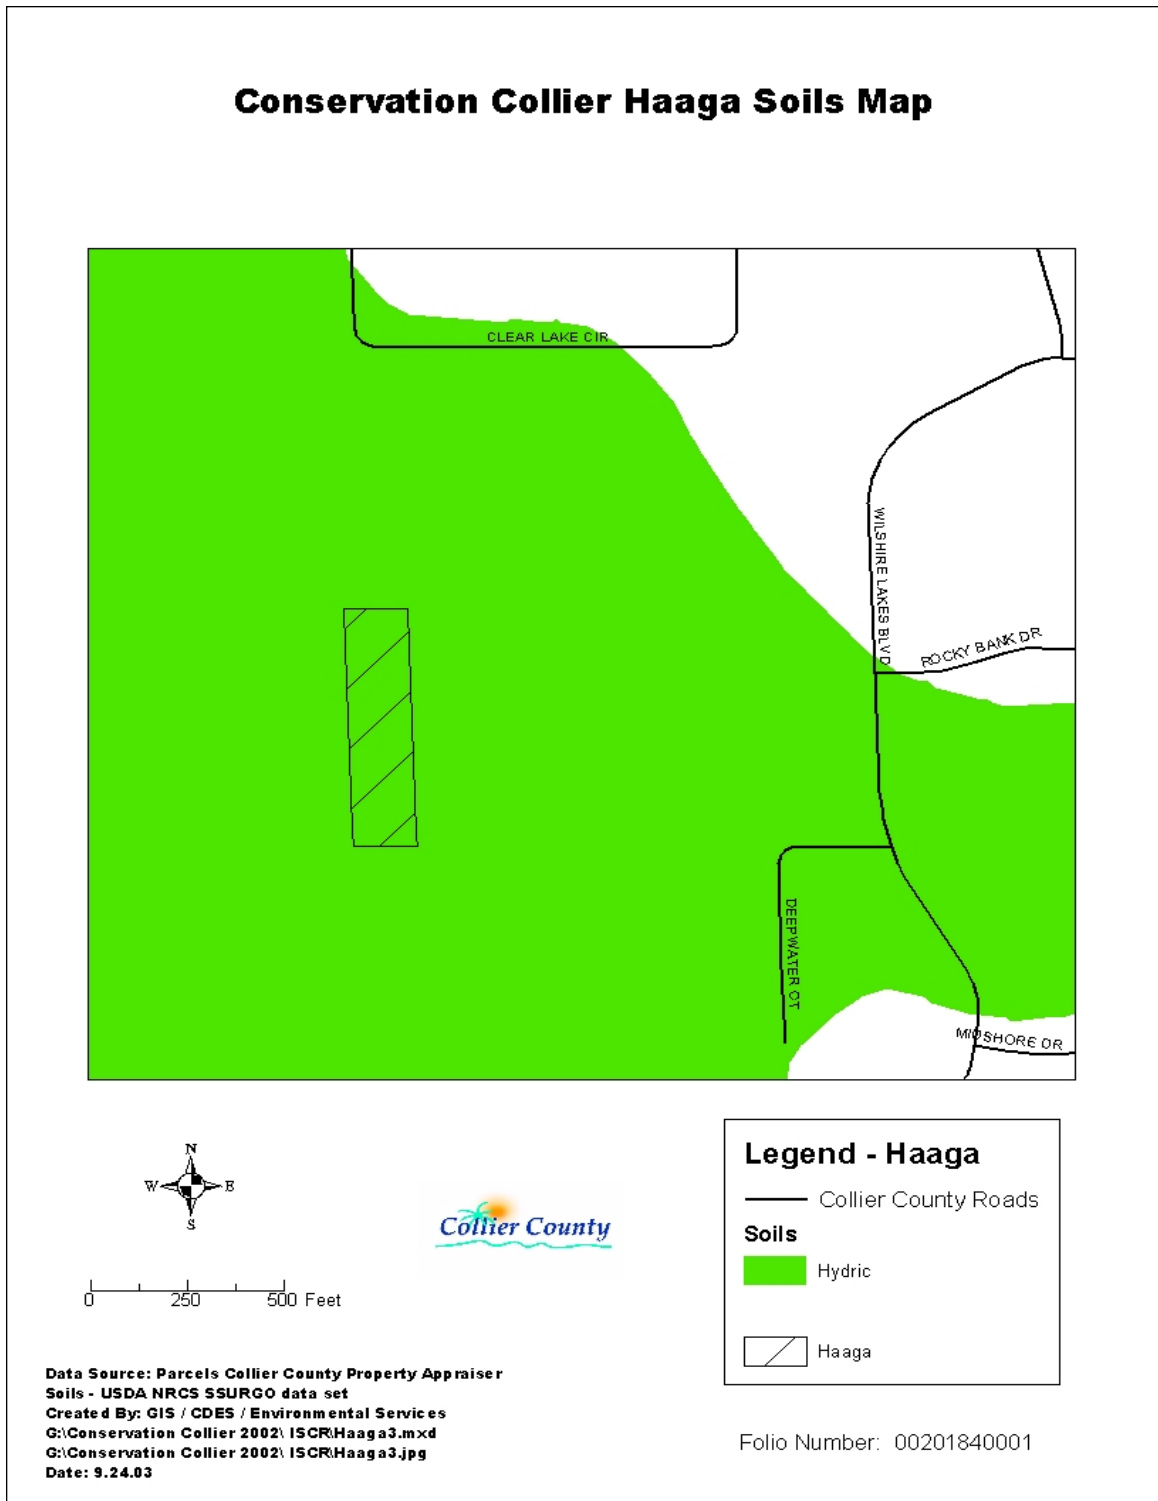 Conservation Collier Haaga Soils Map
CLEAR LAKE CIR
WILSHIRE LAKES BLVD
ROCKY BANK DR
DEEPWATER CT
MIDSHORE DR
N
W E
S
0 250 500 Feet
Collier County
Legend - Haaga
Collier County Roads
Soils
Hydric
Haaga
Data Source: Parcels Collier County Property Appraiser
Soils - USDA NRCS SSURGO data set
Created By: GIS / CDES / Environmental Services
G:\Conservation Collier 2002\ ISCR\Haaga3.mxd
G:\Conservation Collier 2002\ ISCR\Haaga3.jpg
Date: 9.24.03
Folio Number: 00201840001